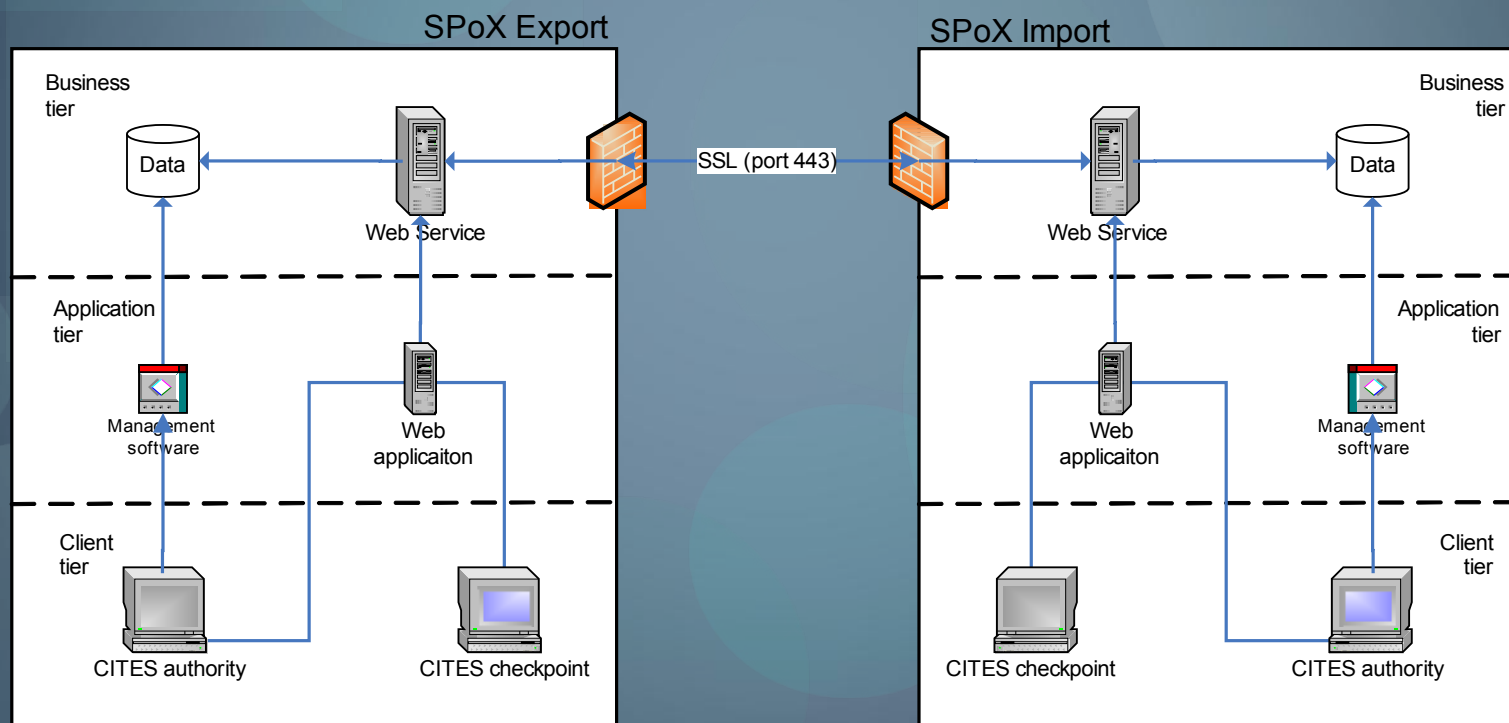 SPoX Export
Business
tier
Data
Web Service
Application
tier
Management
software
Web
applicaiton
Client
tier
CITES authority
CITES checkpoint
SSL (port 443)
SPoX Import
Business
tier
Web Service
Data
Application
tier
Web
applicaiton
Management
software
Client
tier
CITES checkpoint
CITES authority